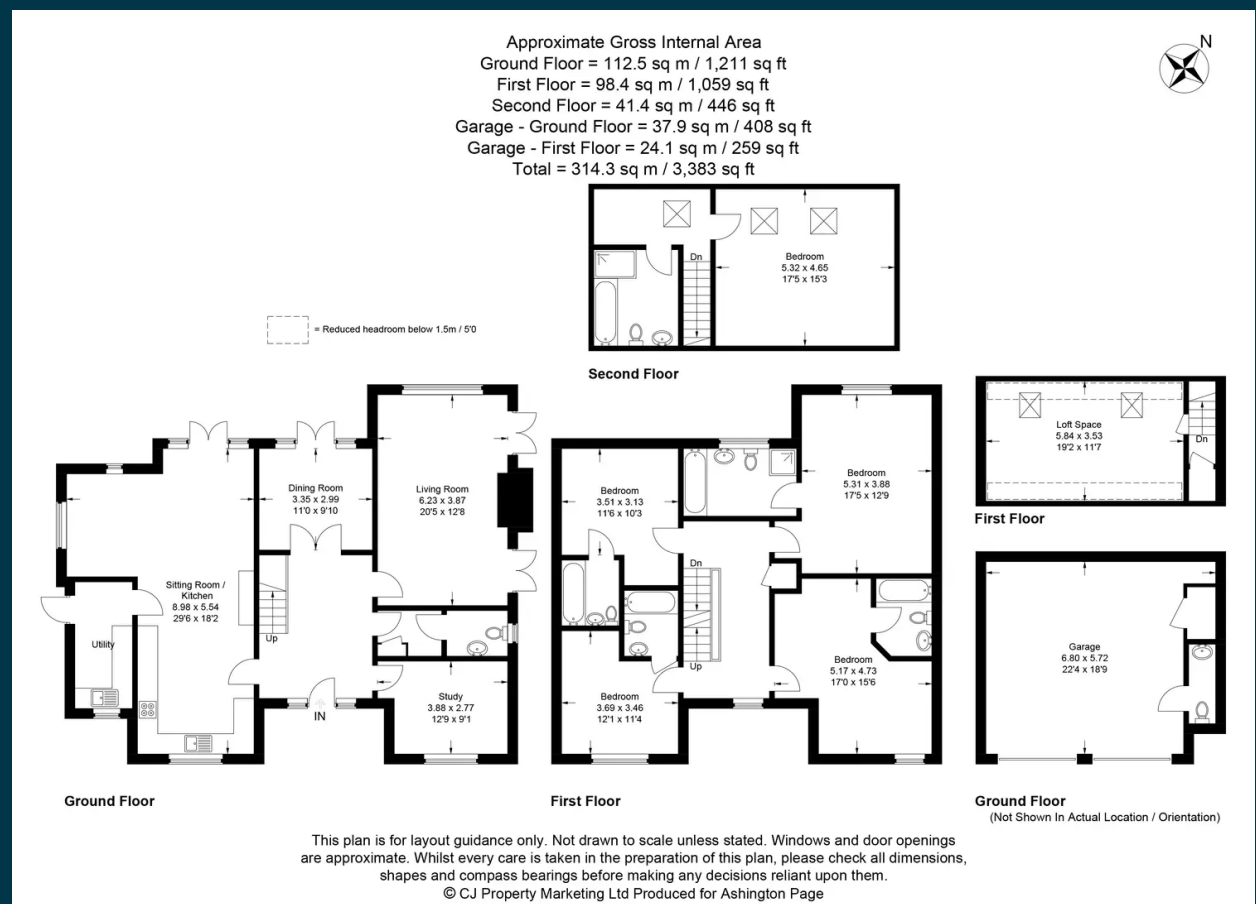 Approximate Gross Internal Area
Ground Floor = 112.5 sq m / 1,211 sq ft
First Floor = 98.4 sq m / 1,059 sq ft
Second Floor = 41.4 sq m / 446 sq ft
Garage - Ground Floor = 37.9 sq m / 408 sq ft
Garage - First Floor = 24.1 sq m / 259 sq ft
Total = 314.3 sq m / 3,383 sq ft
N
Dn
Bedroom
5.32 x 4.65
17'5 x 15'3
Second Floor
= Reduced headroom below 1.5m / 5'0
Dining Room
3.35 x 2.99
11'0 x 9'10
Living Room
6.23 x 3.87
20'5 x 12'8
Sitting Room /
Kitchen
8.98 x 5.54
29'6 x 18'2
Utility
Up
Study
3.88 x 2.77
12'9 x 9'1
IN
Ground Floor
Bedroom
3.51 x 3.13
11'6 x 10'3
Bedroom
5.31 x 3.88
17'5 x 12'9
Dn
Up
Bedroom
5.17 x 4.73
17'0 x 15'6
Bedroom
3.69 x 3.46
12'1 x 11'4
First Floor
Loft Space
5.84 x 3.53
19'2 x 11'7
Dn
First Floor
Garage
6.80 x 5.72
22'4 x 18'9
Ground Floor
(Not Shown In Actual Location / Orientation)
This plan is for layout guidance only. Not drawn to scale unless stated. Windows and door openings
are approximate. Whilst every care is taken in the preparation of this plan, please check all dimensions,
shapes and compass bearings before making any decisions reliant upon them.
© CJ Property Marketing Ltd Produced for Ashington Page